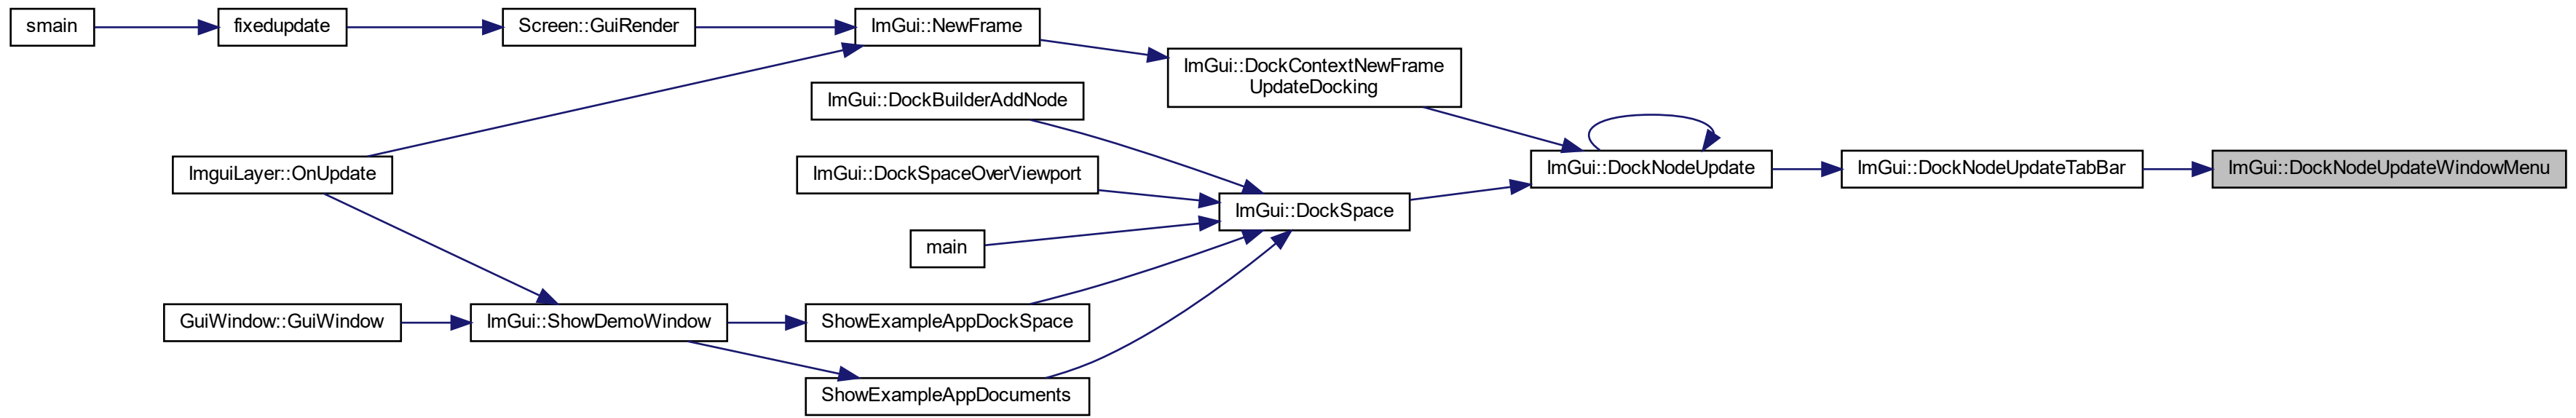 smain
fixedupdate
Screen::GuiRender
ImGui::NewFrame
ImGui::DockContextNewFrame
UpdateDocking
ImGui::DockBuilderAddNode
ImguiLayer::OnUpdate
ImGui::DockSpaceOverViewport
ImGui::DockNodeUpdate
ImGui::DockNodeUpdateTabBar
ImGui::DockNodeUpdateWindowMenu
ImGui::DockSpace
main
GuiWindow::GuiWindow
ImGui::ShowDemoWindow
ShowExampleAppDockSpace
ShowExampleAppDocuments